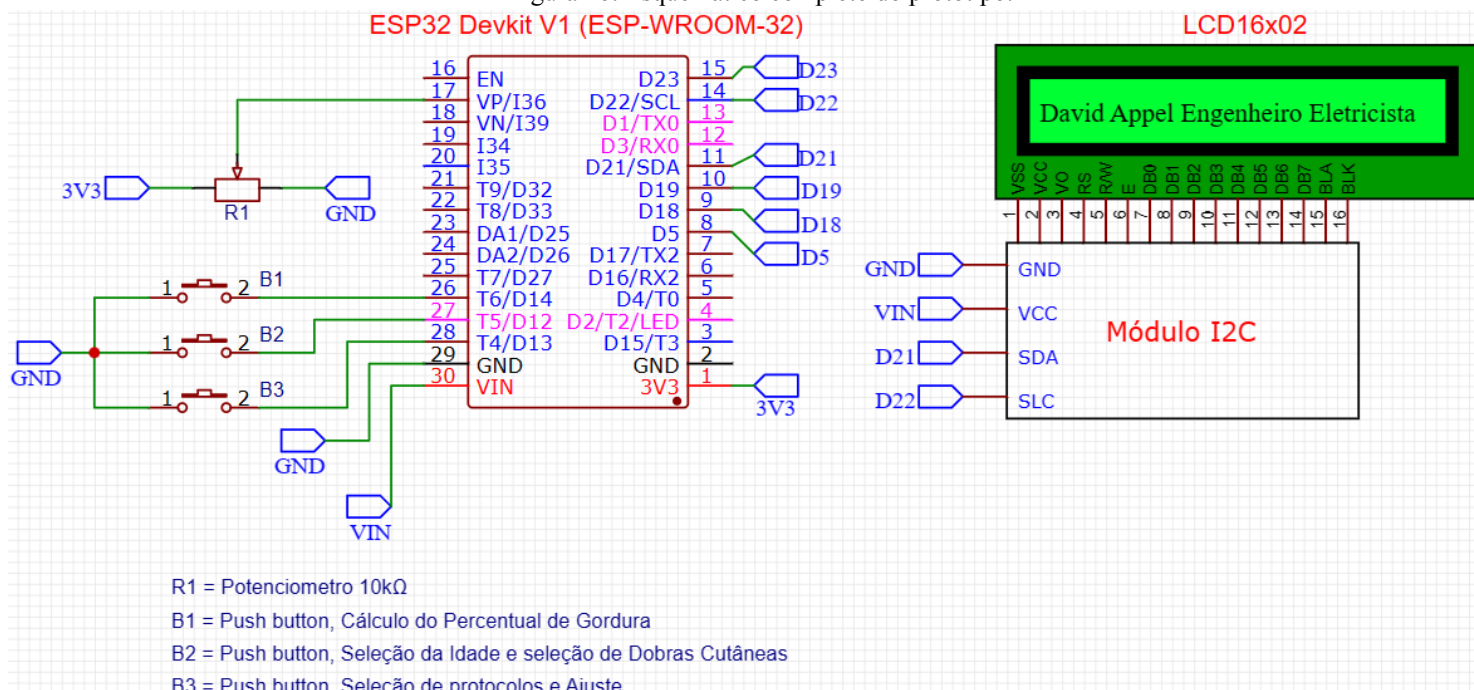 ESP32 Devkit V1 (ESP-WROOM-32)
LCD16x02
16 EN
17 VP/I36
18 VN/I39
19 I34
20 I35
21 T9/D32
22 T8/D33
23 DA1/D25
24 DA2/D26
25 T7/D27
26 T6/D14
27 T5/D12
28 T4/D13
29 GND
30 VIN
D23 15 D23
D22/SCL 14 D22
D1/TX0 13
D3/RX0 12
D21/SDA 11 D21
D19 10 D19
D18 9 D18
D5 8 D5
D17/TX2 7
D16/RX2 6
D4/T0 5
D2/T2/LED 4
D15/T3 3
GND 2
3V3 1
3V3
3V3
R1
GND
1 2 B1
1 2 B2
1 2 B3
GND
GND
VIN
David Appel Engenheiro Eletricista
VSS VCC VO RS R/W E DB0 DB1 DB2 DB3 DB4 DB5 DB6 DB7 BLA BLK
1 2 3 4 5 6 7 8 9 10 11 12 13 14 15 16
GND GND
VIN VCC
D21 SDA
D22 SLC
Módulo I2C
R1 = Potenciometro 10kΩ
B1 = Push button, Cálculo do Percentual de Gordura
B2 = Push button, Seleção da Idade e seleção de Dobras Cutâneas
B3 = Push button, Seleção de protocolos e Ajuste